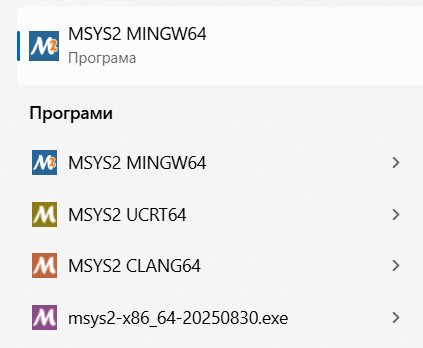 MSYS2 MINGW64
Програма
Програми
MSYS2 MINGW64
MSYS2 UCRT64
MSYS2 CLANG64
msys2-x86_64-20250830.exe